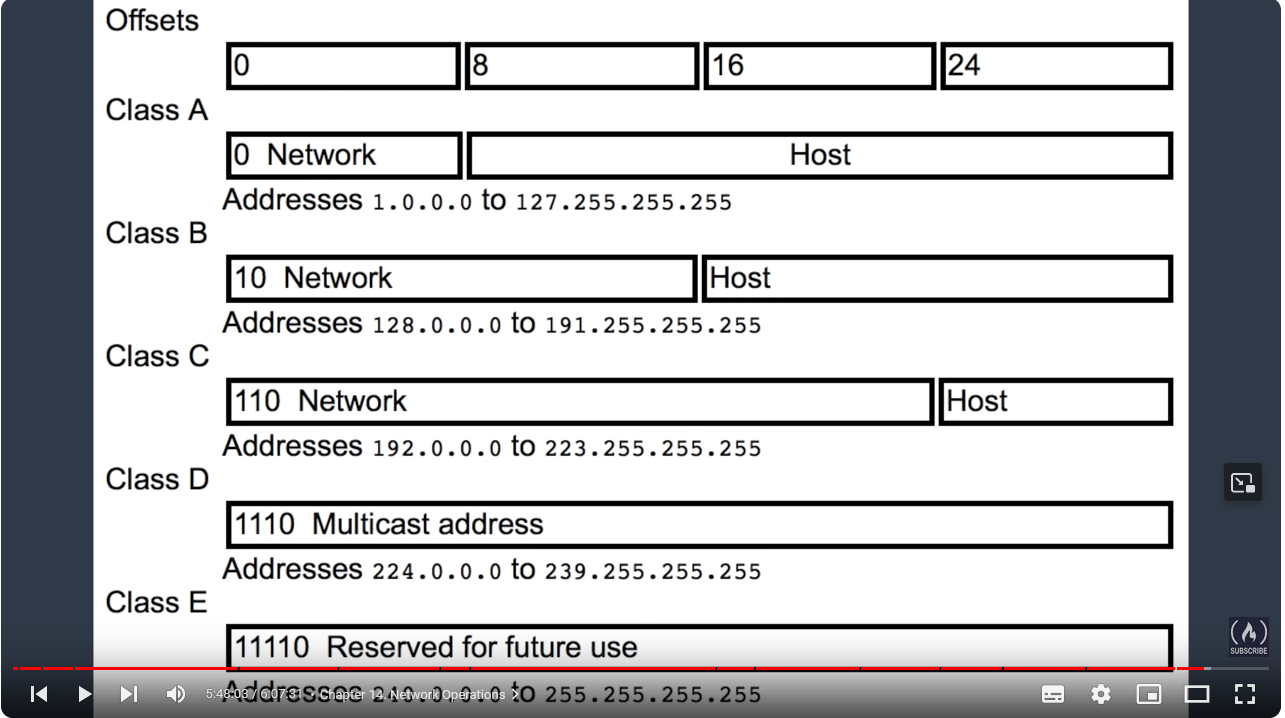 Offsets
0 8 16 24
Class A
0 Network Host
Addresses 1.0.0.0 to 127.255.255.255
Class B
10 Network Host
Addresses 128.0.0.0 to 191.255.255.255
Class C
110 Network Host
Addresses 192.0.0.0 to 223.255.255.255
Class D
1110 Multicast address
Addresses 224.0.0.0 to 239.255.255.255
Class E
11110 Reserved for future use
SUBSCRIBE
Addresses to 255.255.255.255
5:48:03 / 6:07:31 • Chapter 14. Network Operations >